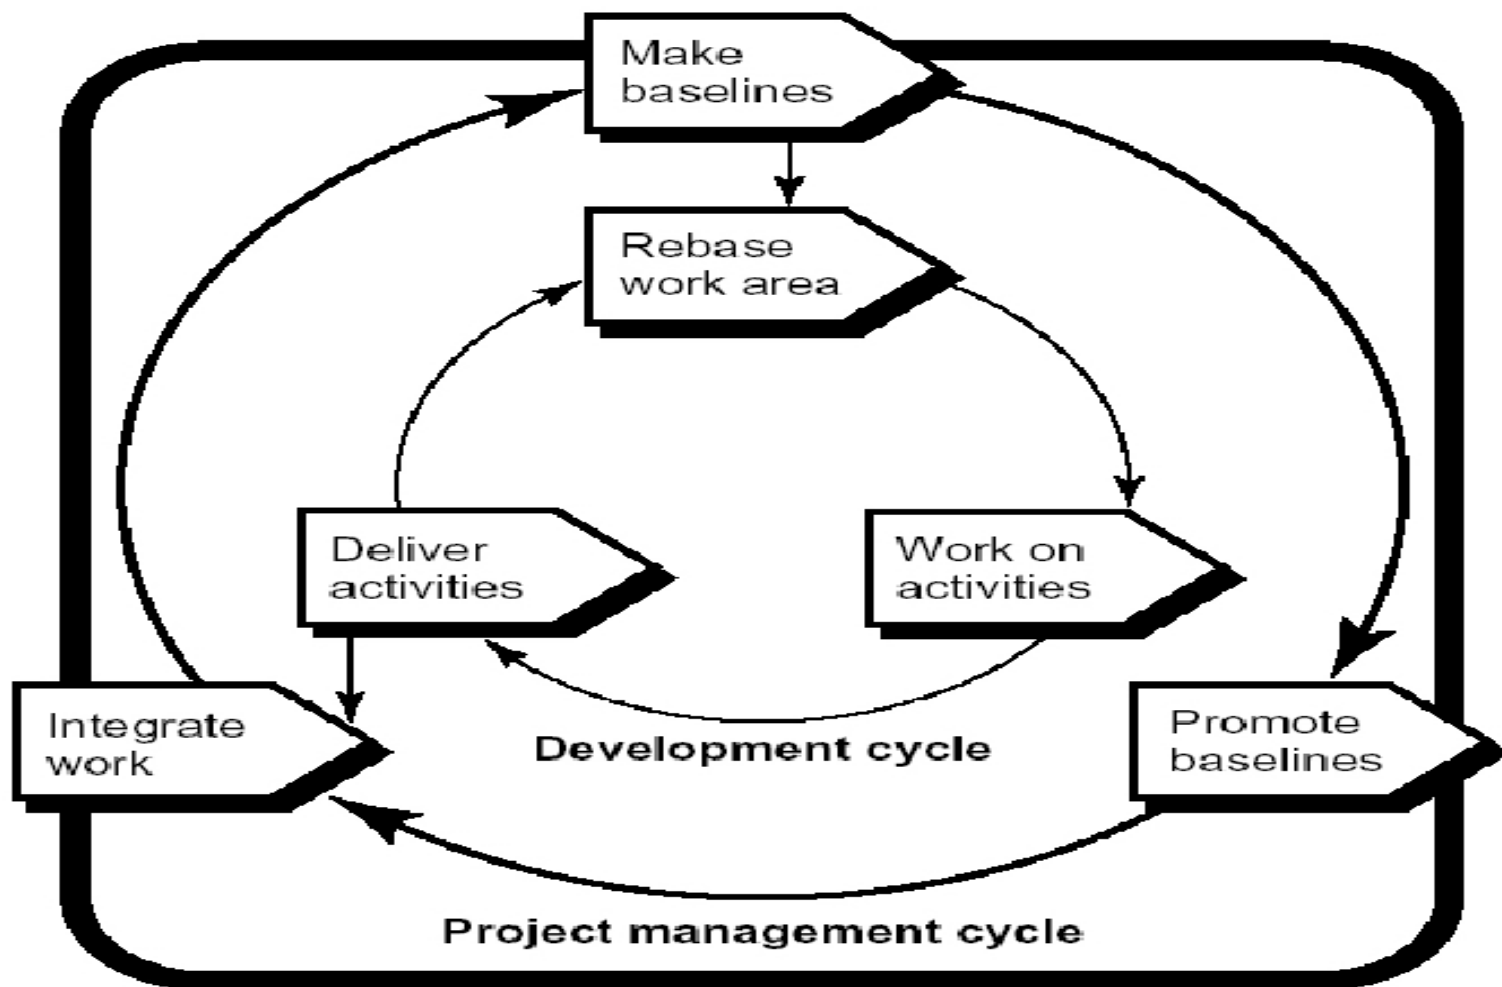 Make
baselines
Rebase
work area
Deliver
activities
Work on
activities
Integrate
work
Promote
baselines
Development cycle
Project management cycle